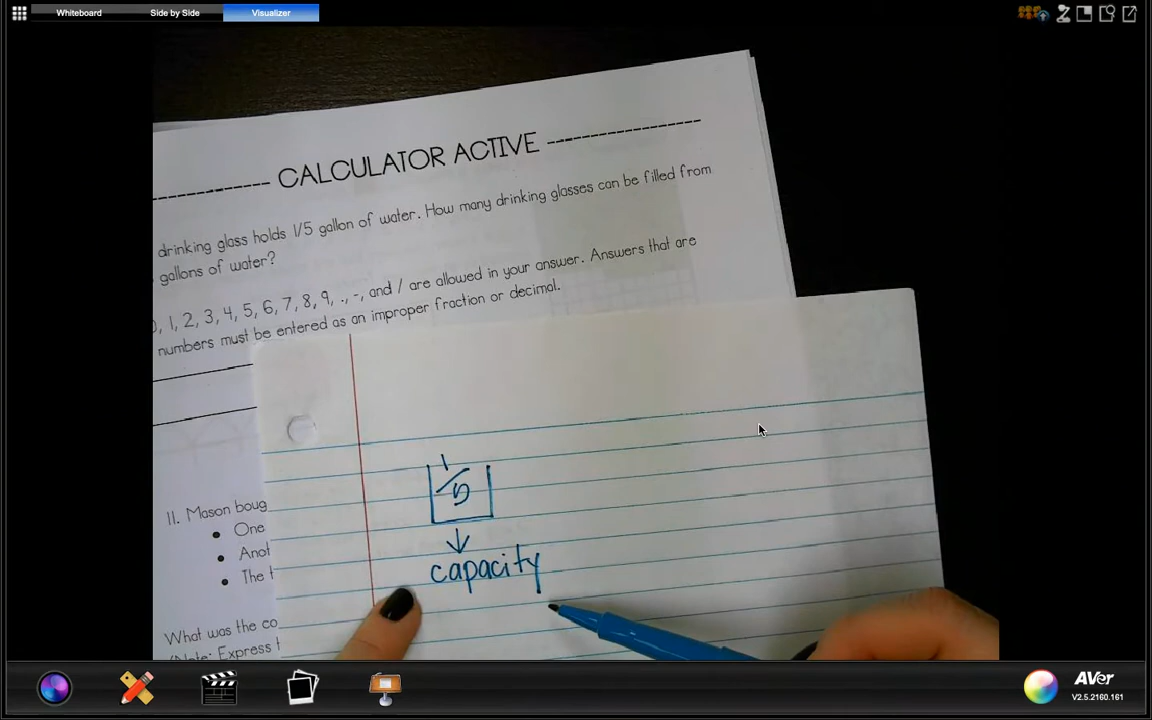 Whiteboard Side by Side Visualizer
CALCULATOR ACTIVE
drinking glass holds 1/5 gallon of water. How many drinking glasses can be filled from
gallons of water?
0, 1, 2, 3, 4, 5, 6, 7, 8, 9, ., -, and / are allowed in your answer. Answers that are
numbers must be entered as an improper fraction or decimal.
1/5
capacity
11. Mason boug
• One
• Anot
• The t
What was the co
(Note: Express
AVer
V2.5.2160.161